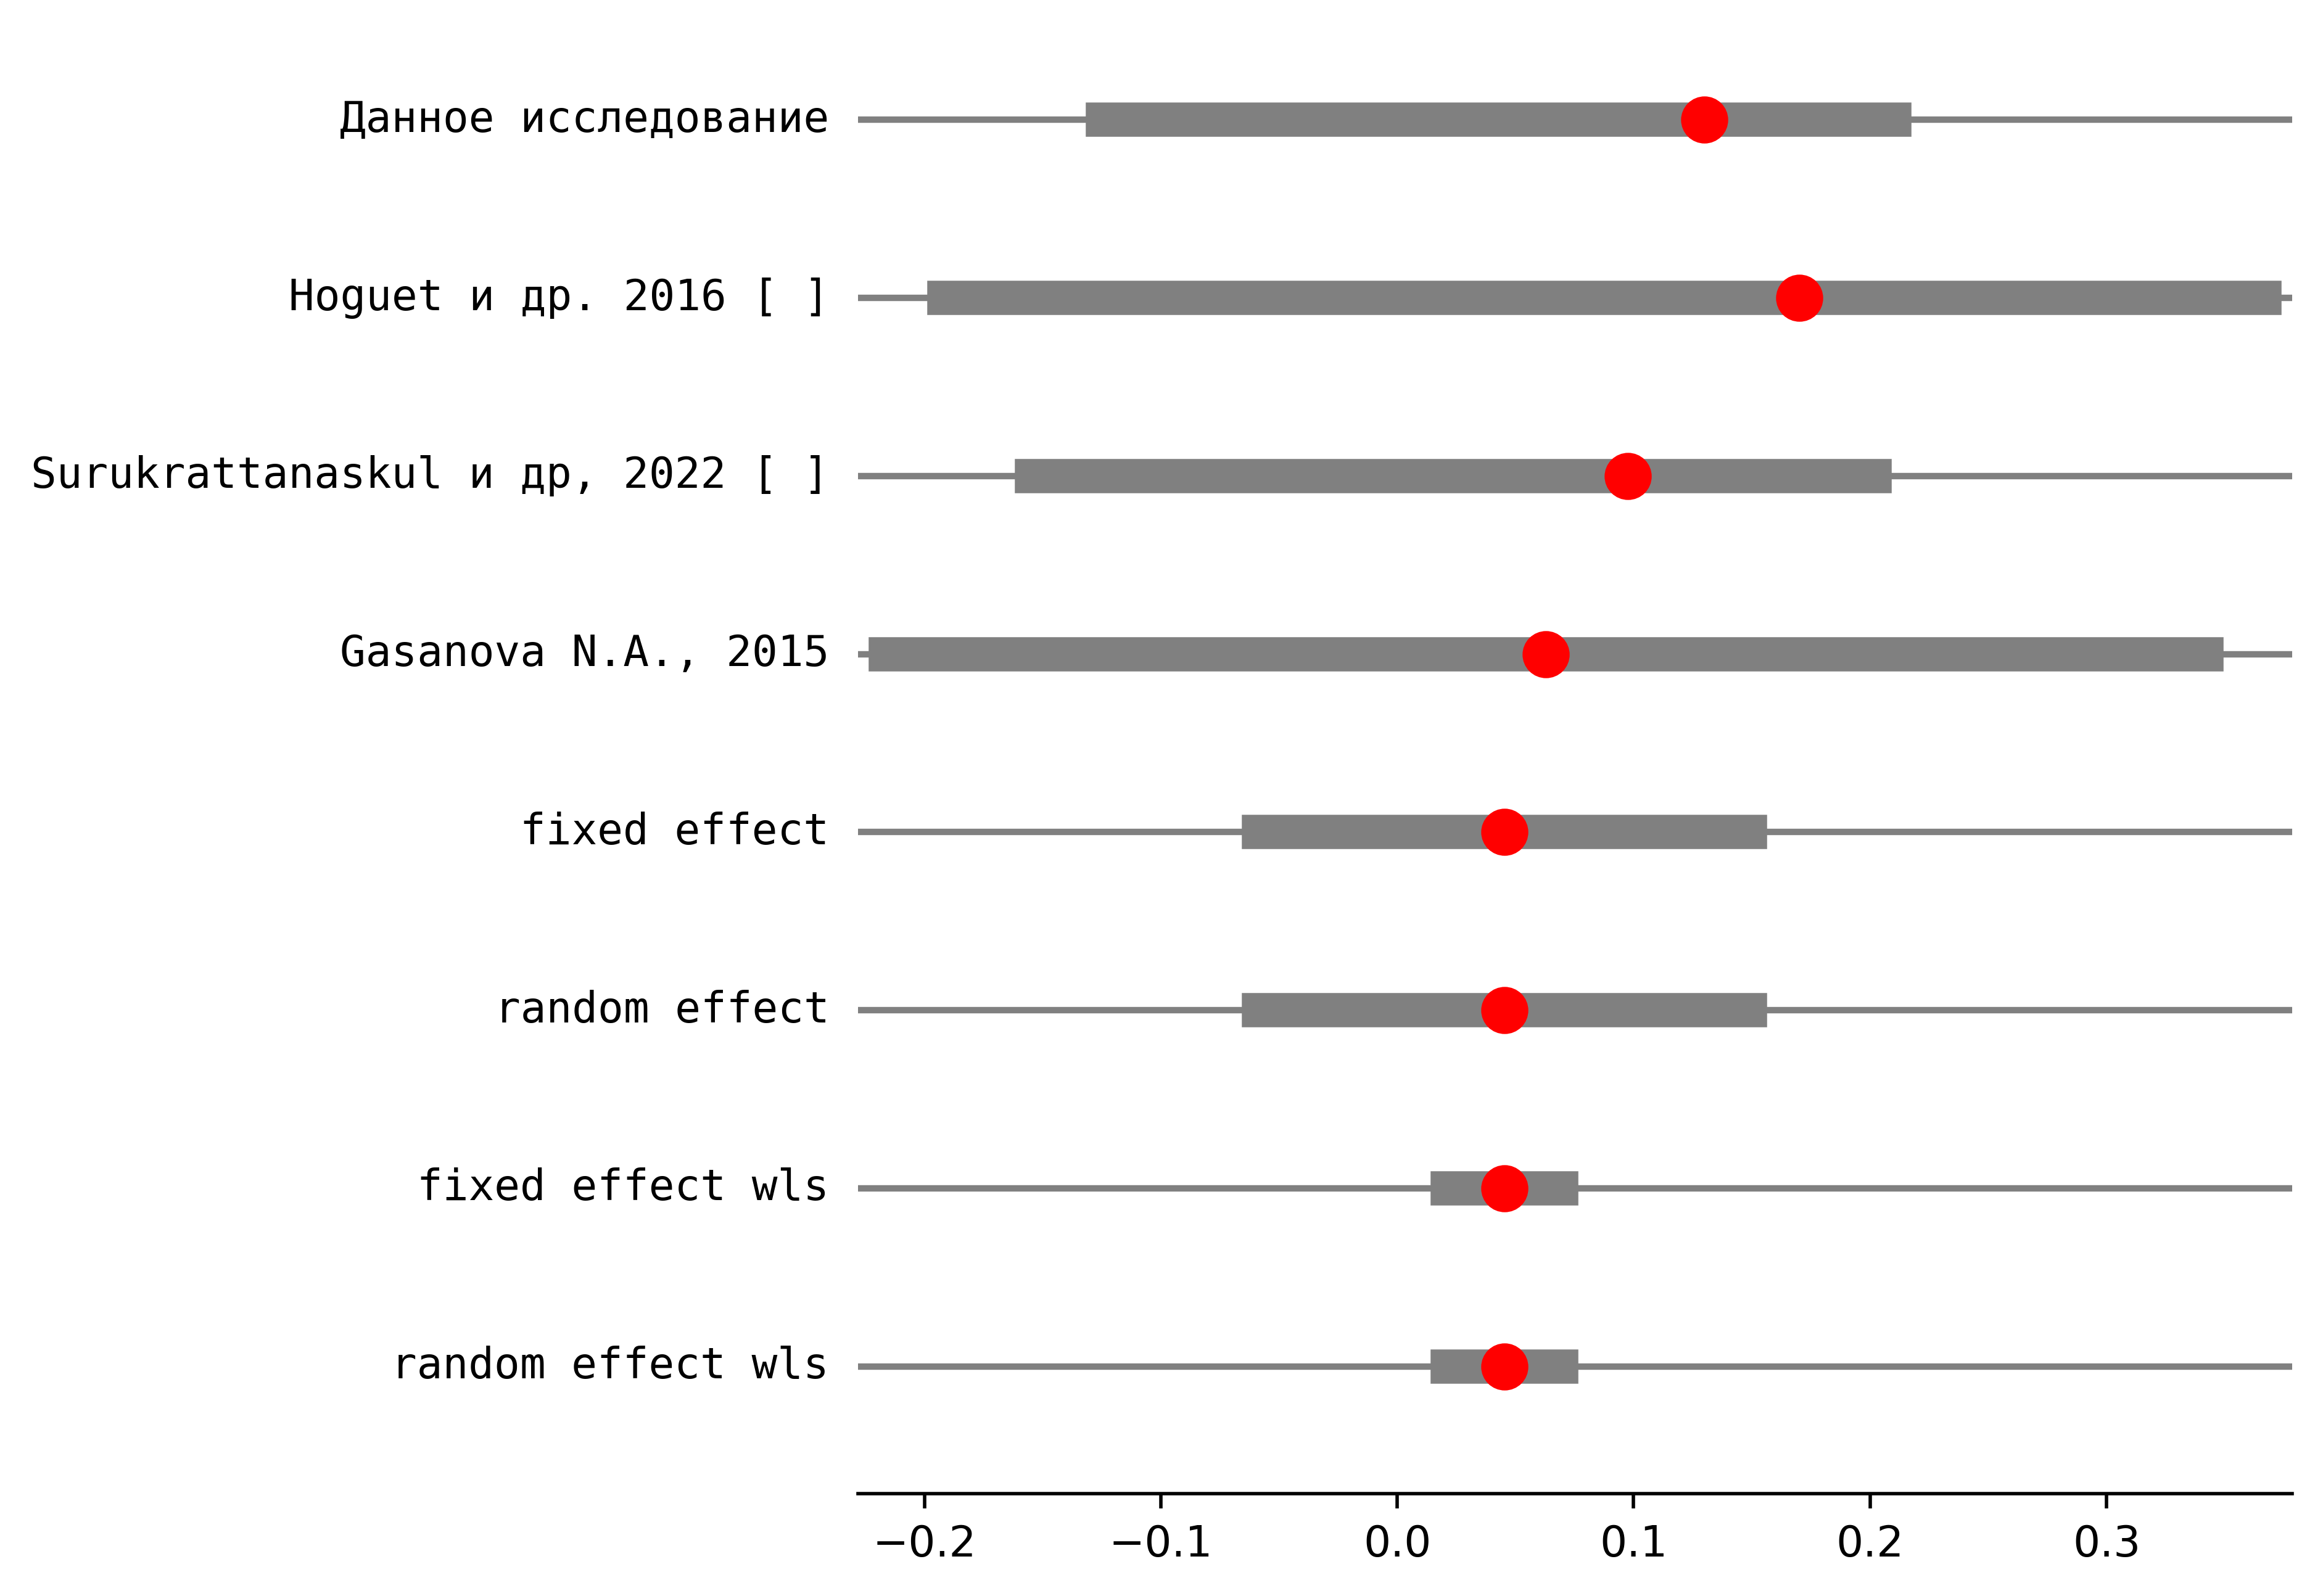 Данное исследование
Hoguet и др. 2016 [ ]
Surukrattanaskul и др, 2022 [ ]
Gasanova N.A., 2015
fixed effect
random effect
fixed effect wls
random effect wls
−0.2 −0.1 0.0 0.1 0.2 0.3